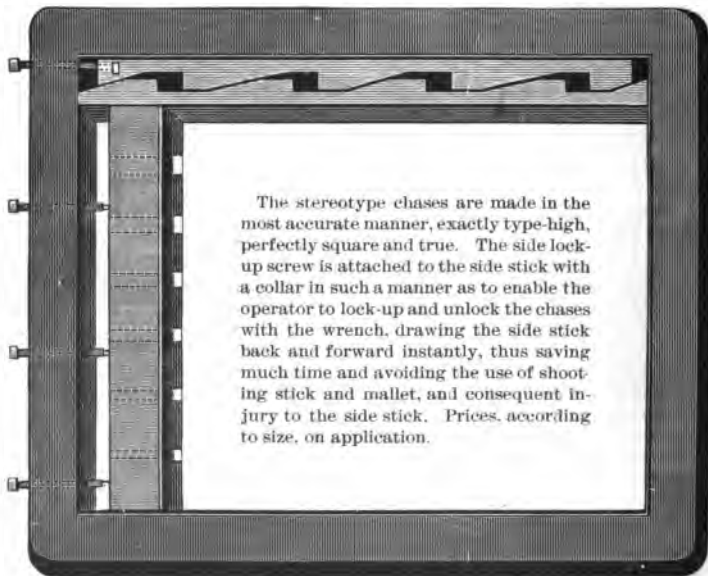 The stereotype chases are made in the
most accurate manner, exactly type-high,
perfectly square and true. The side lock-
up screw is attached to the side stick with
a collar in such a manner as to enable the
operator to lock-up and unlock the chases
with the wrench, drawing the side stick
back and forward instantly, thus saving
much time and avoiding the use of shoot-
ing stick and mallet, and consequent in-
jury to the side stick. Prices, according
to size, on application.